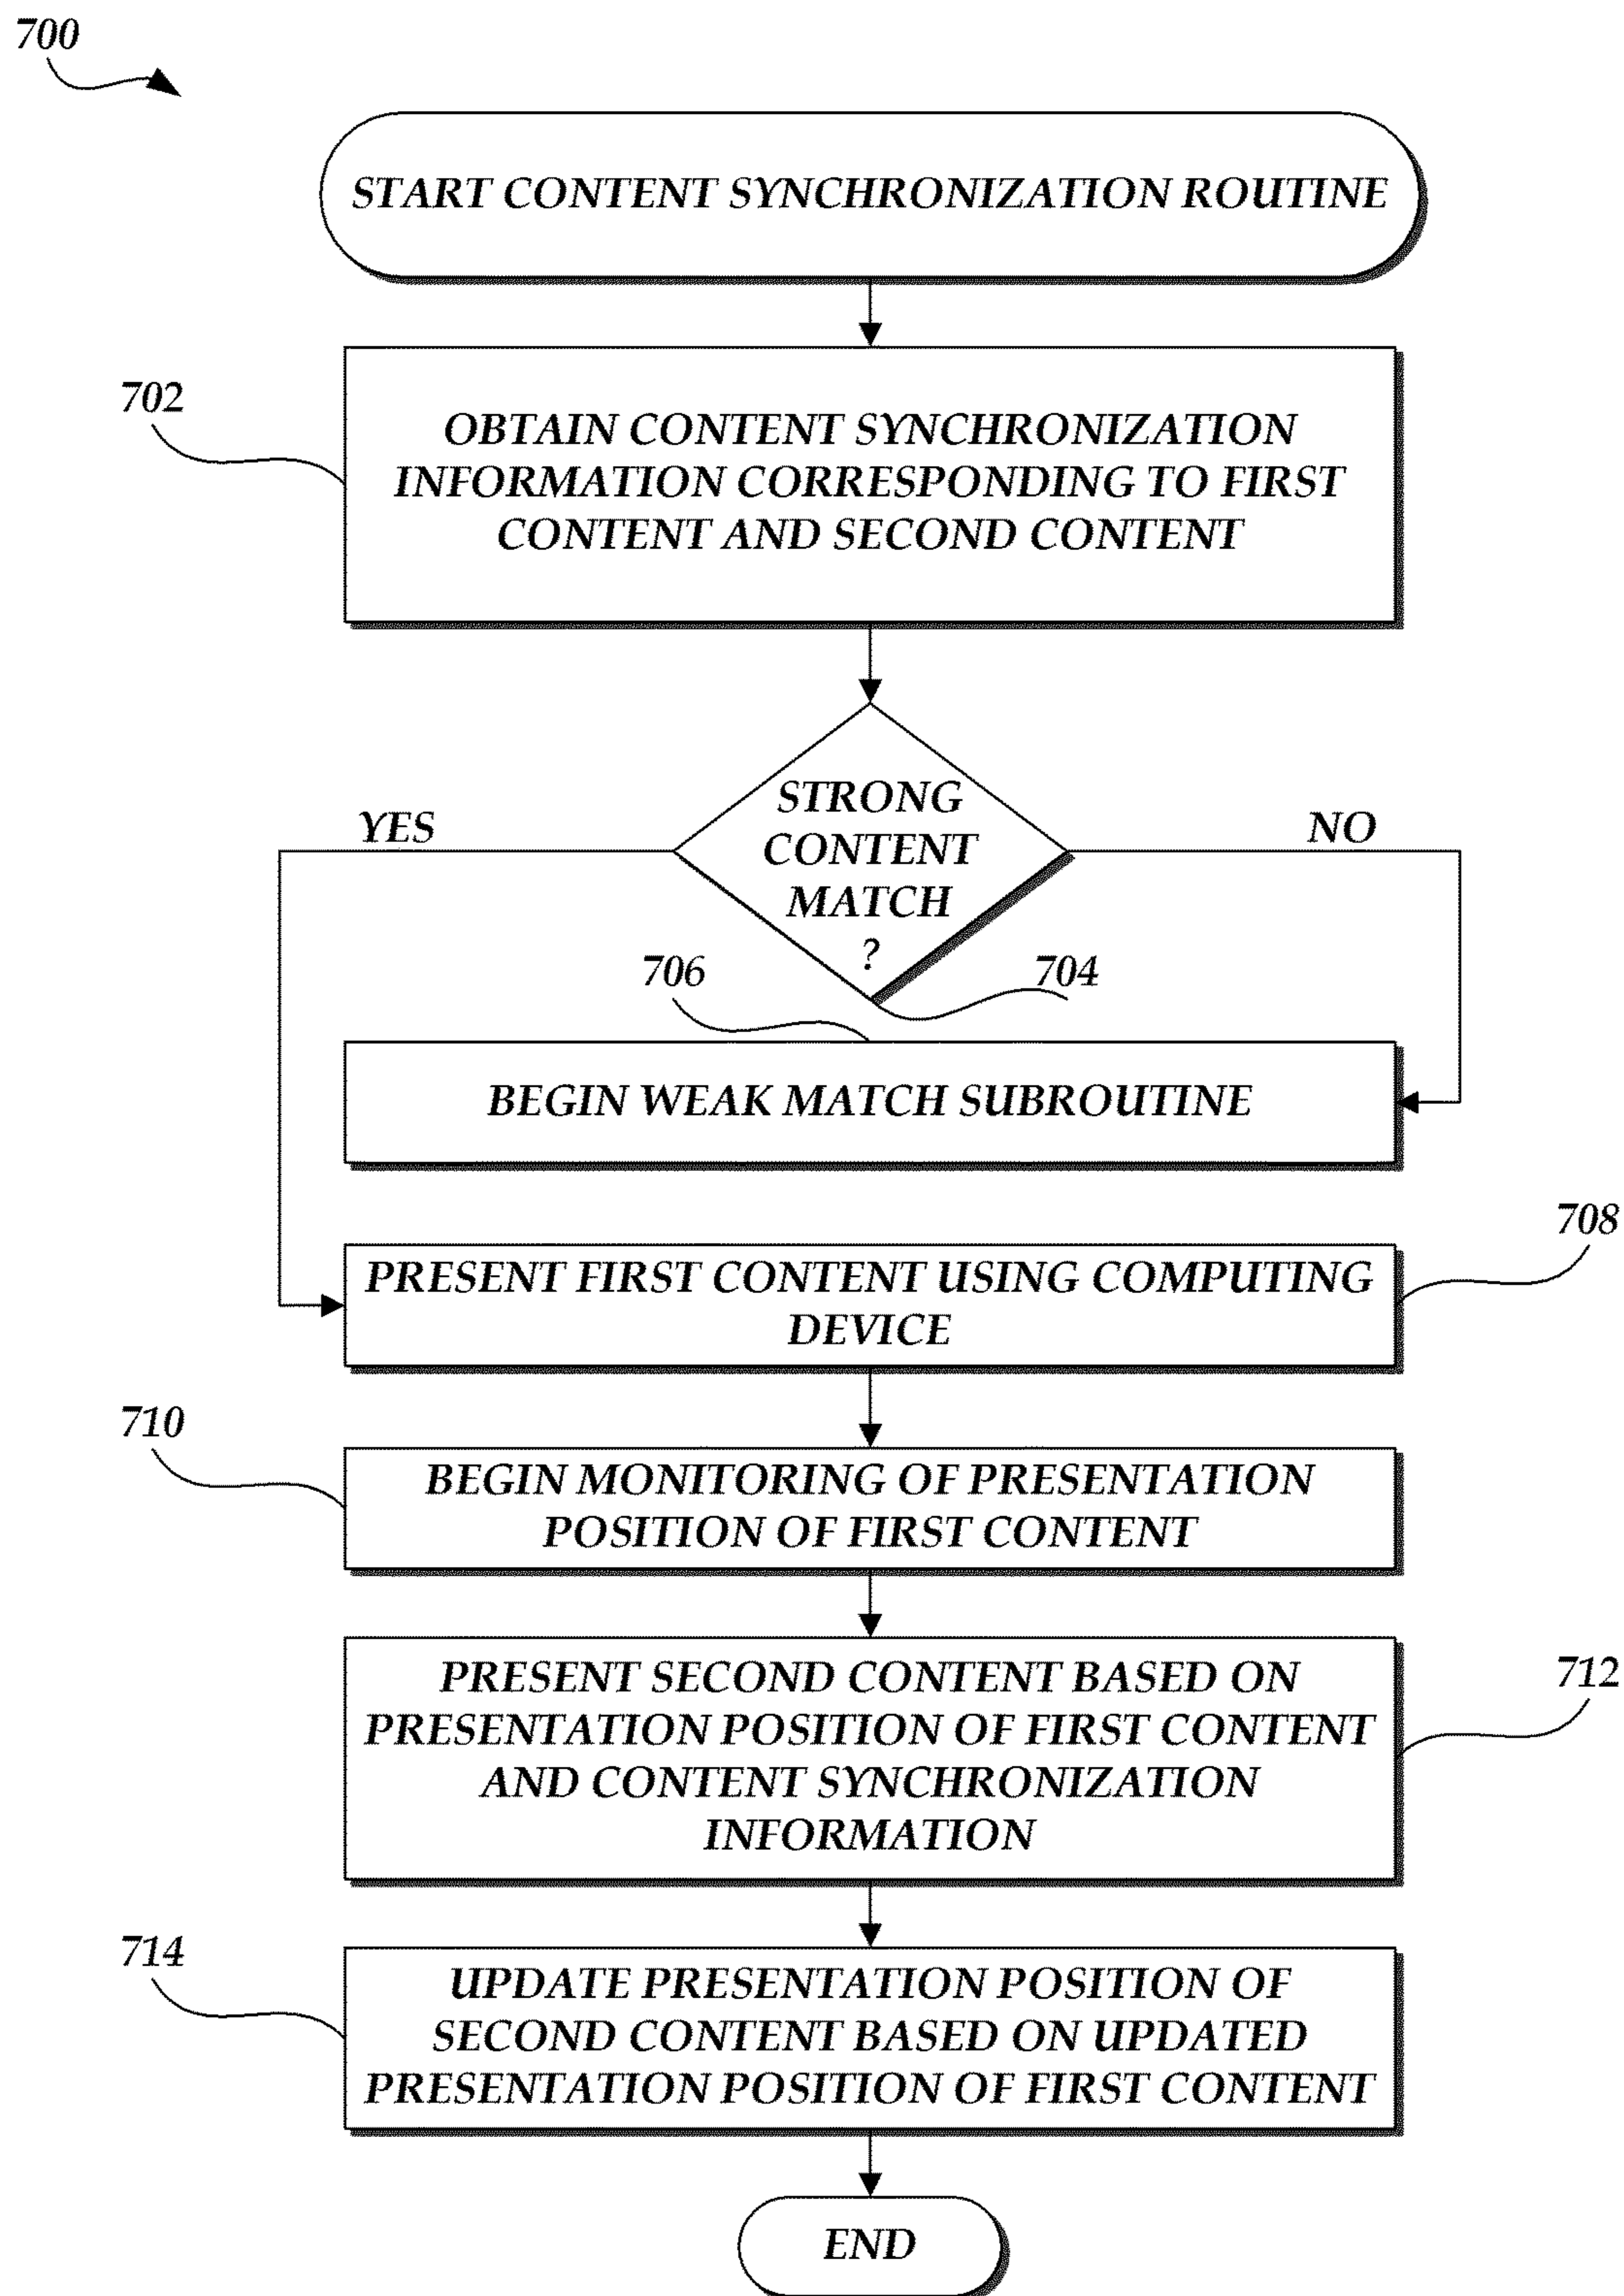 700
START CONTENT SYNCHRONIZATION ROUTINE
702
OBTAIN CONTENT SYNCHRONIZATION
INFORMATION CORRESPONDING TO FIRST
CONTENT AND SECOND CONTENT
STRONG
CONTENT
MATCH
?
YES
NO
706
704
BEGIN WEAK MATCH SUBROUTINE
708
PRESENT FIRST CONTENT USING COMPUTING
DEVICE
710
BEGIN MONITORING OF PRESENTATION
POSITION OF FIRST CONTENT
712
PRESENT SECOND CONTENT BASED ON
PRESENTATION POSITION OF FIRST CONTENT
AND CONTENT SYNCHRONIZATION
INFORMATION
714
UPDATE PRESENTATION POSITION OF
SECOND CONTENT BASED ON UPDATED
PRESENTATION POSITION OF FIRST CONTENT
END